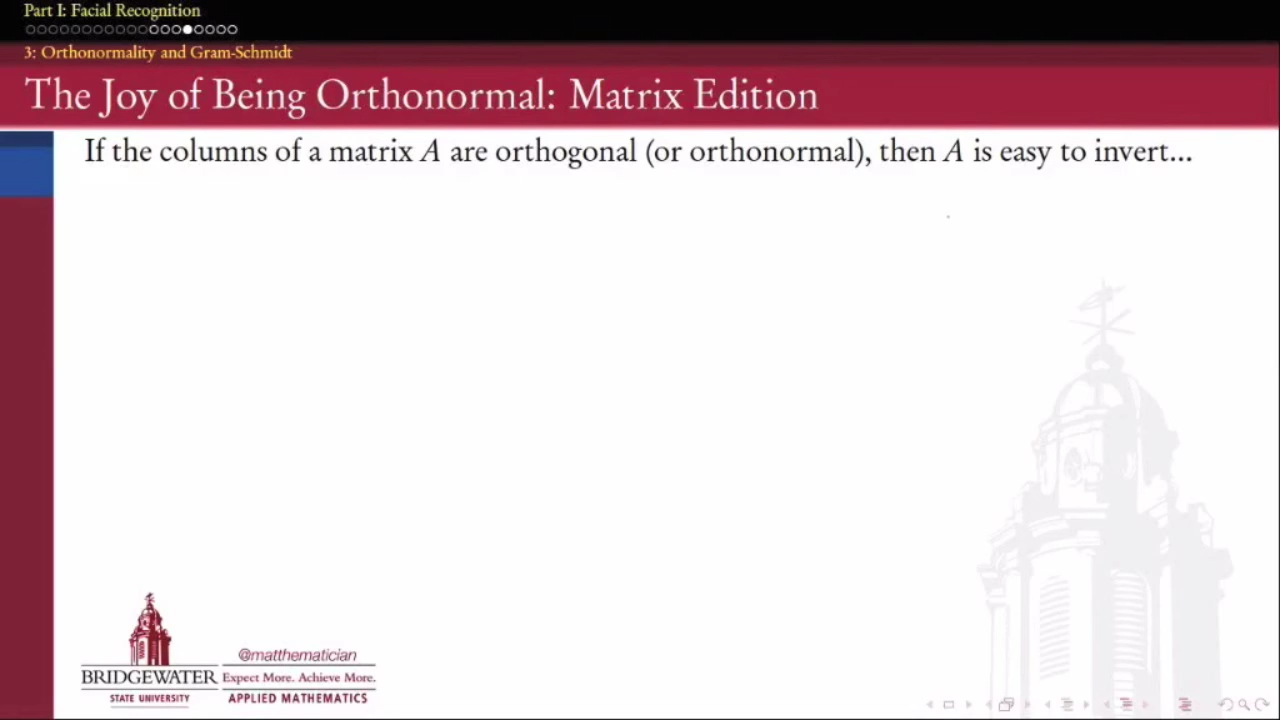 Part I: Facial Recognition
3: Orthonormality and Gram-Schmidt
The Joy of Being Orthonormal: Matrix Edition
If the columns of a matrix A are orthogonal (or orthonormal), then A is easy to invert...
@matthematician
BRIDGEWATER Expect More. Achieve More.
STATE UNIVERSITY APPLIED MATHEMATICS